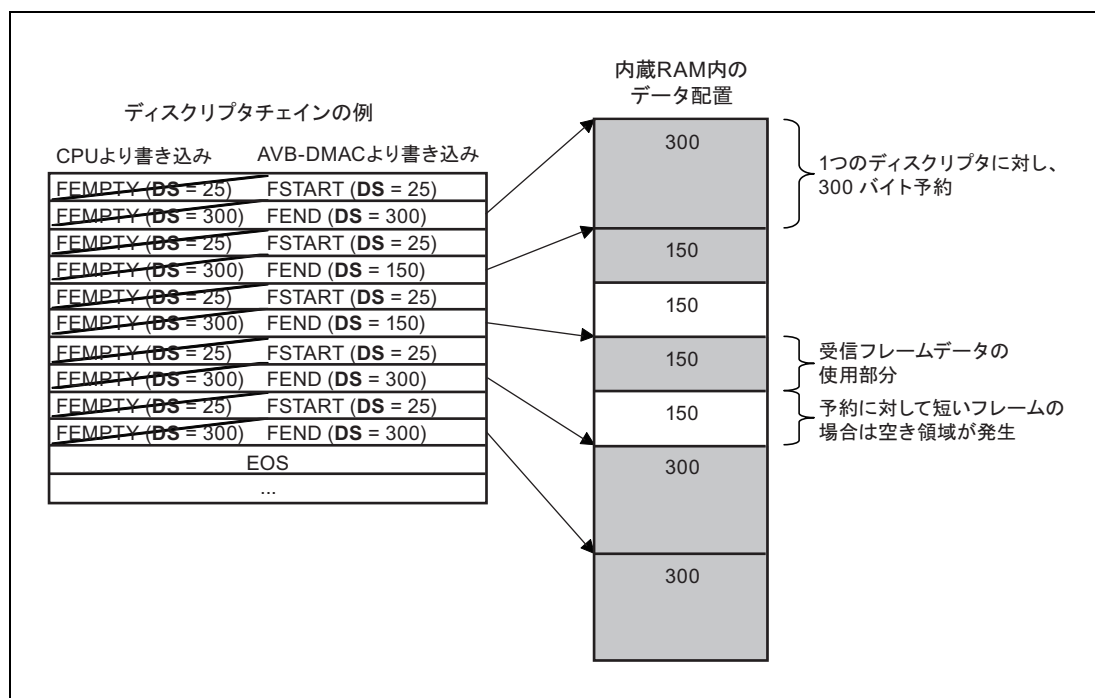 ディスクリプタチェインの例
CPUより書き込み AVB-DMACより書き込み
FEMPTY (DS = 25) FSTART (DS = 25)
FEMPTY (DS = 300) FEND (DS = 300)
FEMPTY (DS = 25) FSTART (DS = 25)
FEMPTY (DS = 300) FEND (DS = 150)
FEMPTY (DS = 25) FSTART (DS = 25)
FEMPTY (DS = 300) FEND (DS = 150)
FEMPTY (DS = 25) FSTART (DS = 25)
FEMPTY (DS = 300) FEND (DS = 300)
FEMPTY (DS = 25) FSTART (DS = 25)
FEMPTY (DS = 300) FEND (DS = 300)
EOS
...
内蔵RAM内の
データ配置
300
150
150
150
150
300
300
1つのディスクリプタに対し、
300 バイト予約
受信フレームデータの
使用部分
予約に対して短いフレームの
場合は空き領域が発生